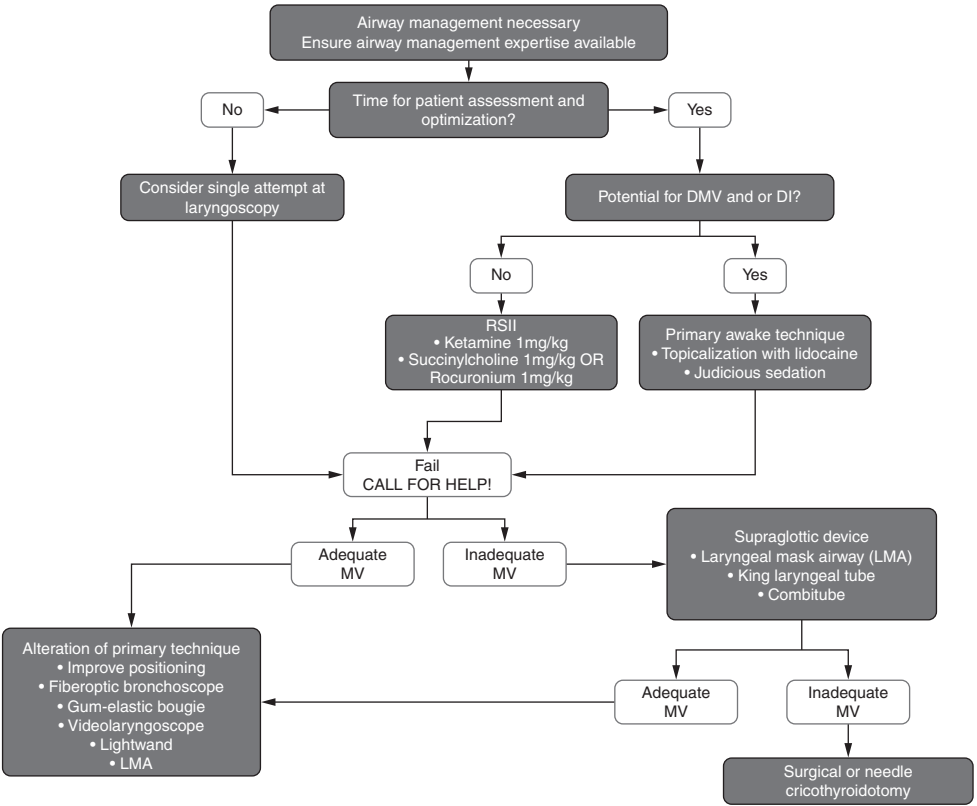 Airway management necessary
Ensure airway management expertise available
No
Time for patient assessment and
optimization?
Yes
Consider single attempt at
laryngoscopy
Potential for DMV and or DI?
No
Yes
RSII
• Ketamine 1mg/kg
• Succinylcholine 1mg/kg OR
Rocuronium 1mg/kg
Primary awake technique
• Topicalization with lidocaine
• Judicious sedation
Fail
CALL FOR HELP!
Adequate
MV
Inadequate
MV
Supraglottic device
• Laryngeal mask airway (LMA)
• King laryngeal tube
• Combitube
Alteration of primary technique
• Improve positioning
• Fiberoptic bronchoscope
• Gum-elastic bougie
• Videolaryngoscope
• Lightwand
• LMA
Adequate
MV
Inadequate
MV
Surgical or needle
cricothyroidotomy